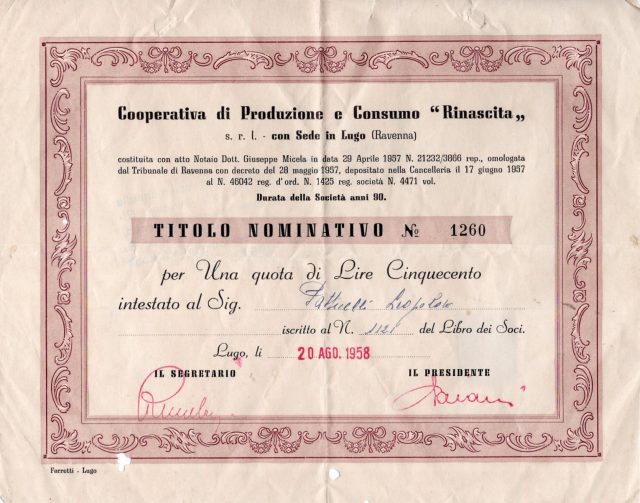 Cooperativa di Produzione e Consumo "Rinascita„
s. r. l. - con Sede in Lugo (Ravenna)
costituita con atto Notaio Dott. Giuseppe Micela in data 29 Aprile 1957 N. 21232/3866 rep., omologata
dal Tribunale di Ravenna con decreto del 28 maggio 1957, depositato nella Cancelleria il 17 giugno 1957
al N. 46042 reg. d'ord. N. 1425 reg. società N. 4471 vol.
Durata della Società anni 90.
TITOLO NOMINATIVO № 1260
per Una quota di Lire Cinquecento
intestato al Sig.
iscritto al N. 1121 del Libro dei Soci.
Lugo, li 20 AGO. 1958
IL SEGRETARIO IL PRESIDENTE
Ferretti - Lugo